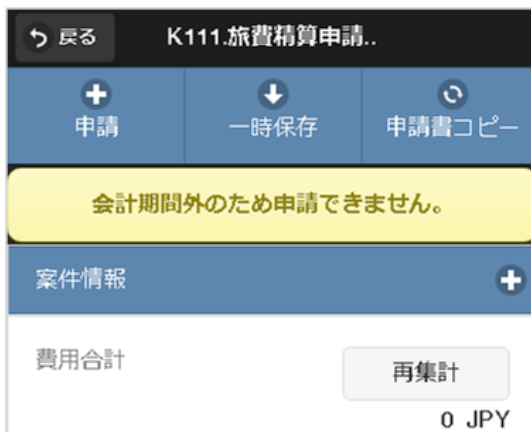 戻る K111.旅費精算申請..
申請 一時保存 申請書コピー
会計期間外のため申請できません。
案件情報
費用合計 再集計
0 JPY